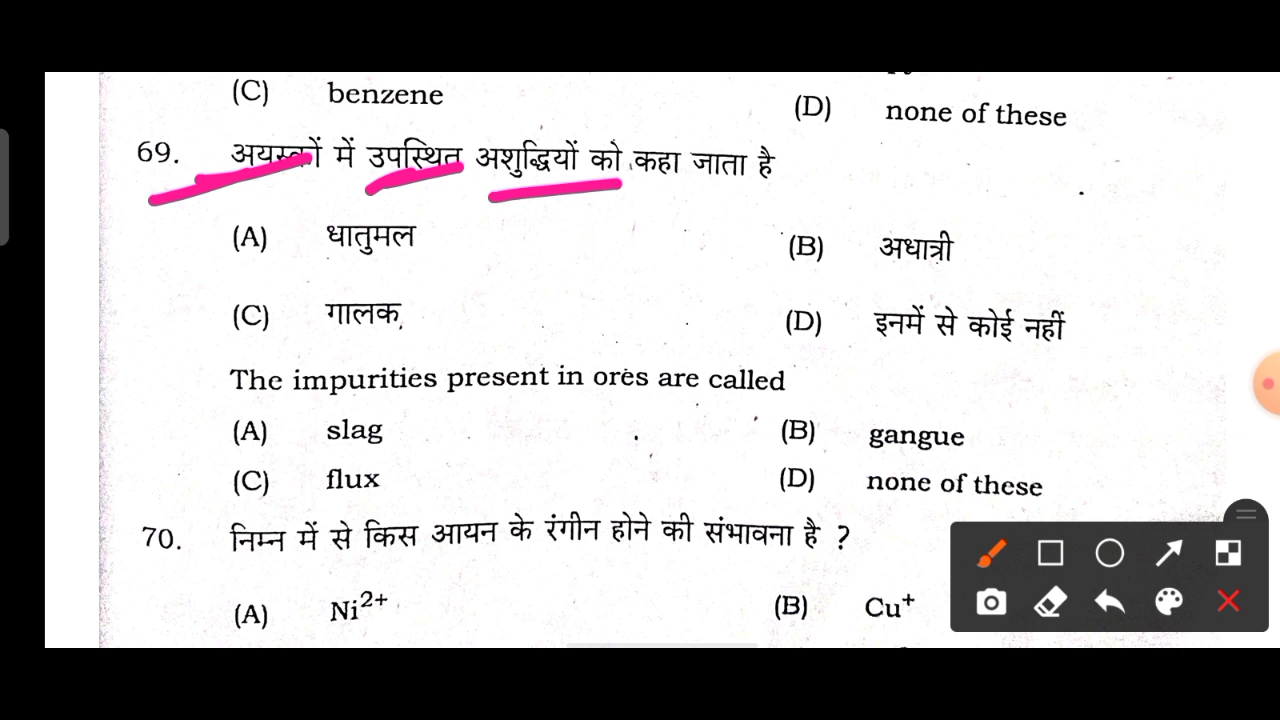 (C) benzene
(D) none of these
69. अयस्कों में उपस्थित अशुद्धियों को कहा जाता है
(A) धातुमल
(B) अधात्री
(C) गालक
(D) इनमें से कोई नहीं
The impurities present in ores are called
(A) slag
(B) gangue
(C) flux
(D) none of these
70. निम्न में से किस आयन के रंगीन होने की संभावना है ?
(A) Ni²⁺
(B) Cu⁺